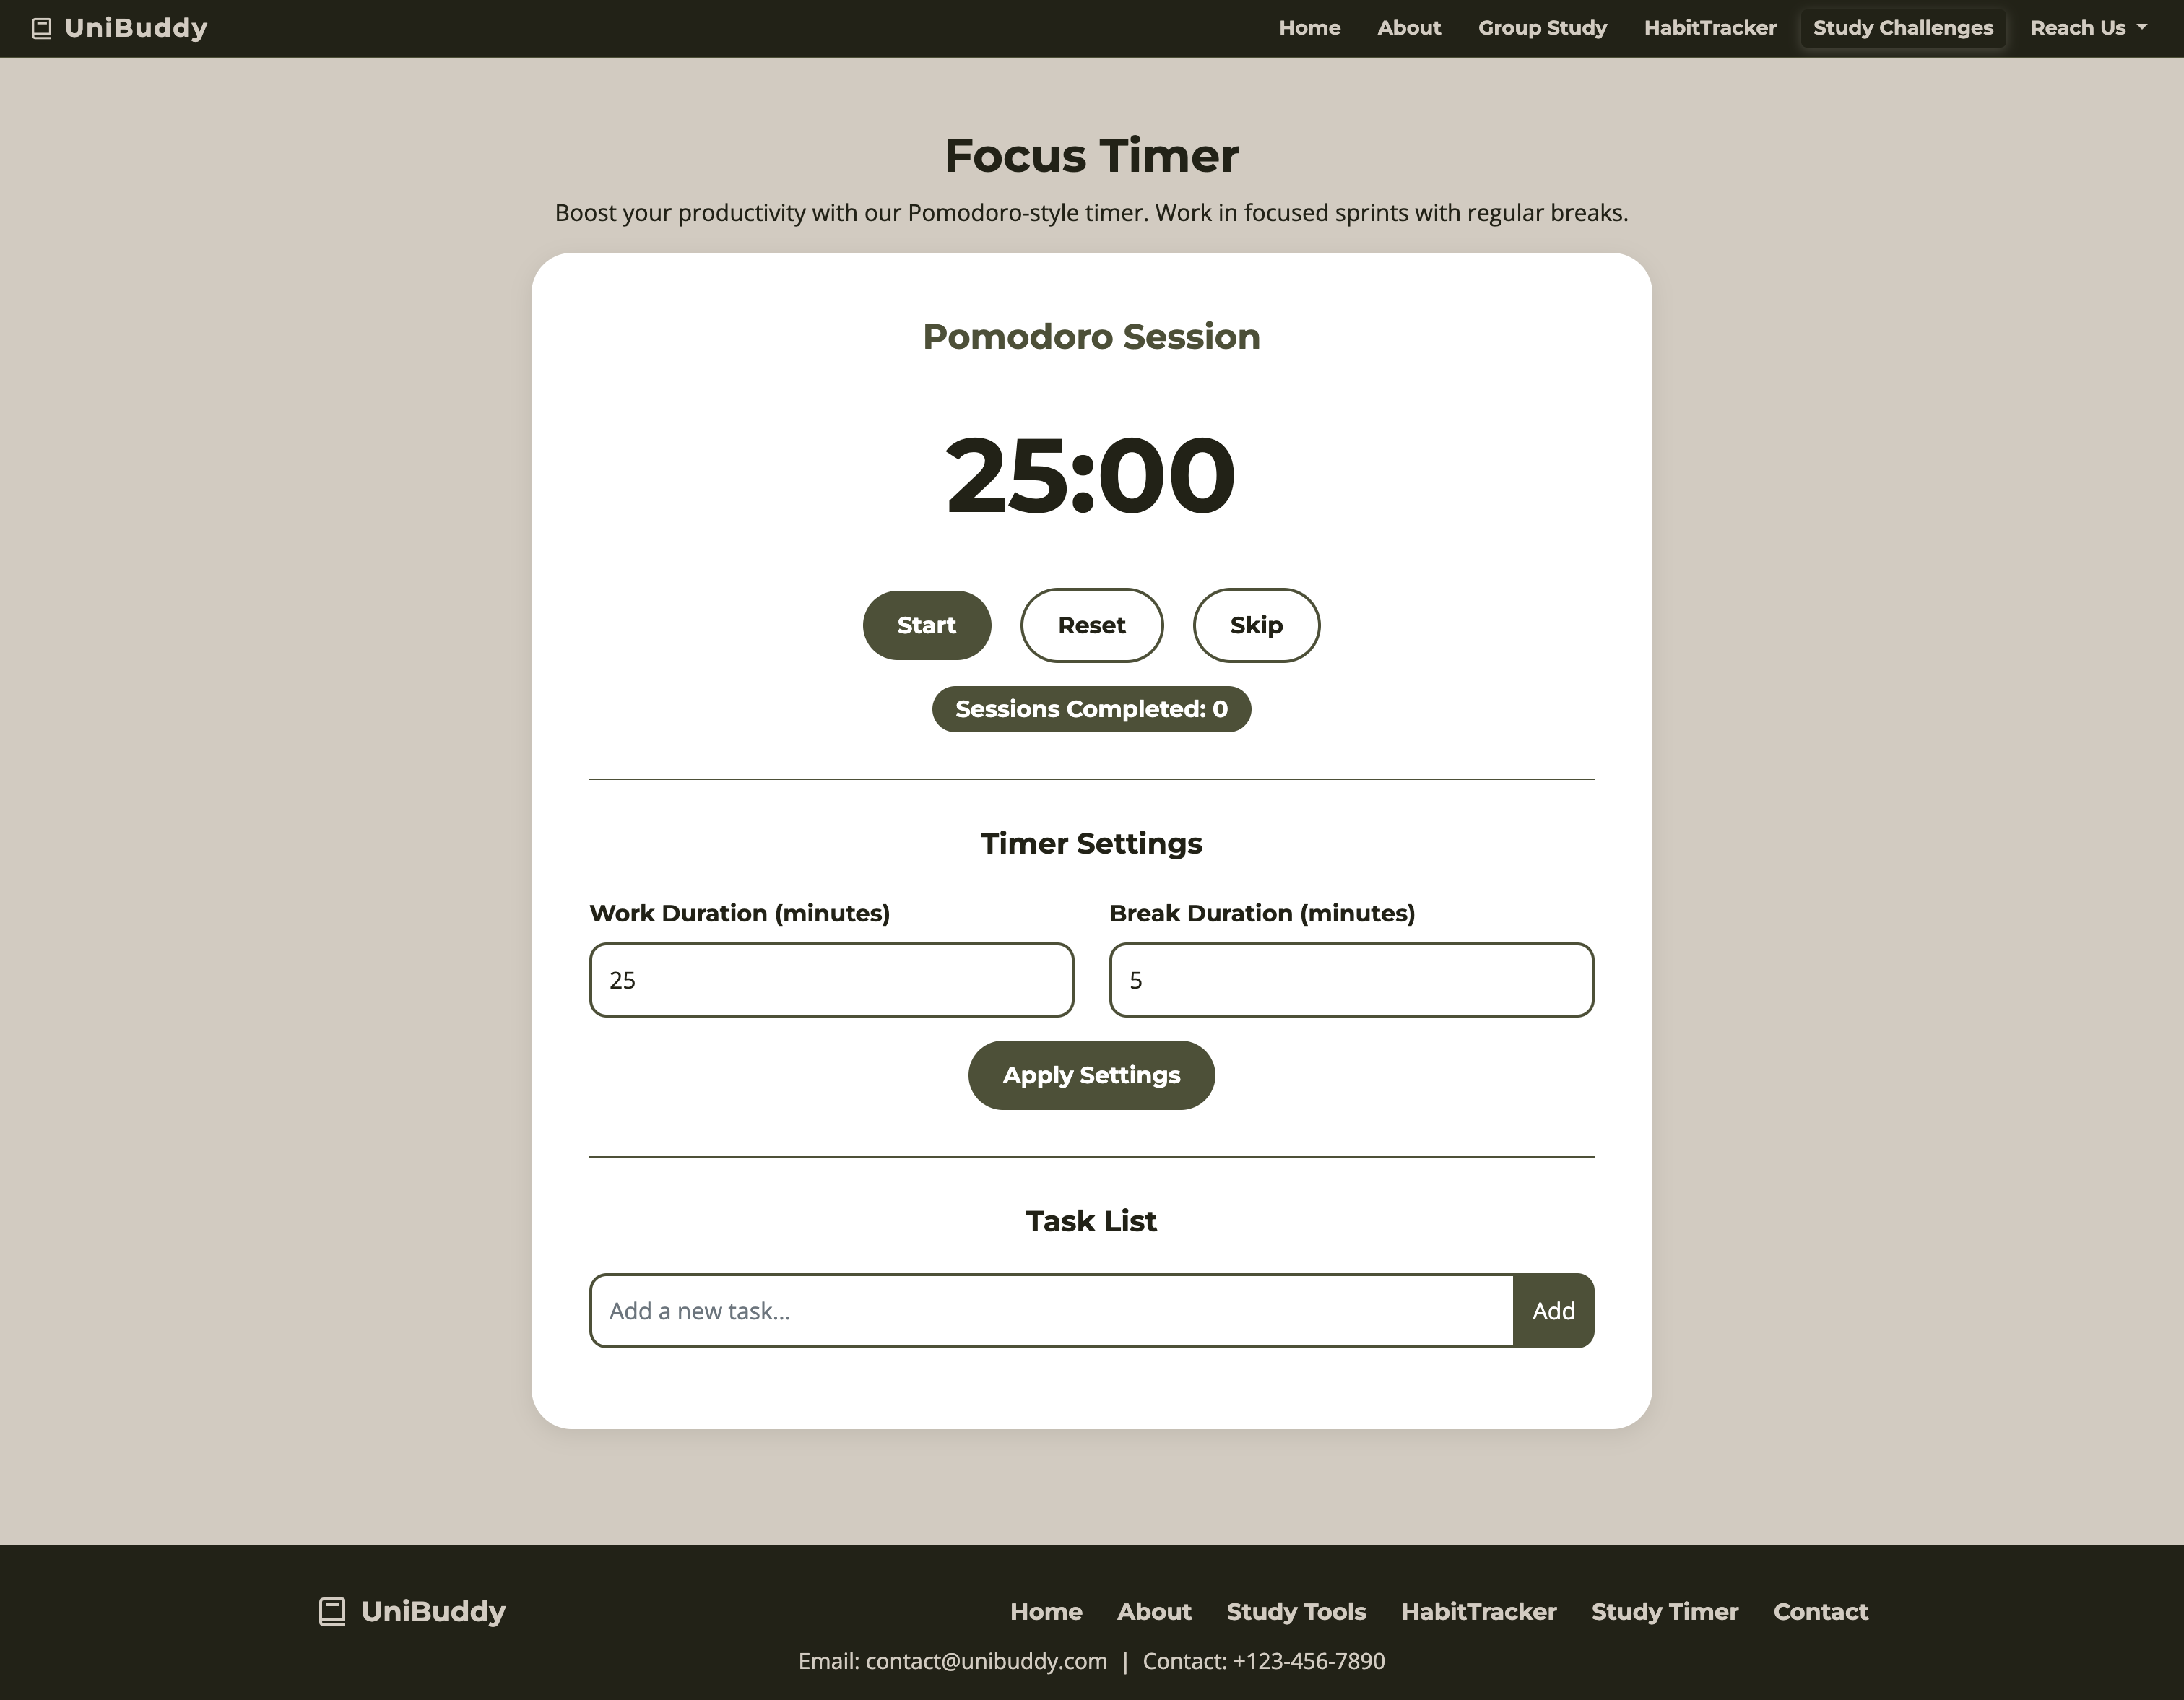 UniBuddy
Home About Group Study HabitTracker Study Challenges Reach Us
Focus Timer
Boost your productivity with our Pomodoro-style timer. Work in focused sprints with regular breaks.
Pomodoro Session
25:00
Start Reset Skip
Sessions Completed: 0
Timer Settings
Work Duration (minutes) Break Duration (minutes)
25 5
Apply Settings
Task List
Add a new task... Add
UniBuddy Home About Study Tools HabitTracker Study Timer Contact
Email: contact@unibuddy.com | Contact: +123-456-7890